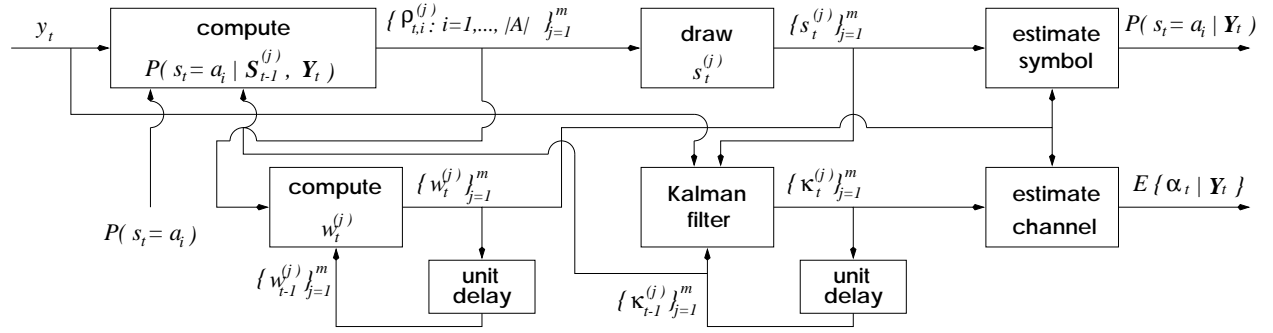 y_t
compute
P( s_t = a_i | S_{t-1}^{(j)}, Y_t )
{ ρ_{t,i}^{(j)} : i=1,..., |A| }_{j=1}^m
draw
s_t^{(j)}
{ s_t^{(j)} }_{j=1}^m
estimate
symbol
P( s_t = a_i | Y_t )
compute
w_t^{(j)}
{ w_t^{(j)} }_{j=1}^m
Kalman
filter
{ κ_t^{(j)} }_{j=1}^m
estimate
channel
E { α_t | Y_t }
P( s_t = a_i )
{ w_{t-1}^{(j)} }_{j=1}^m
unit
delay
{ κ_{t-1}^{(j)} }_{j=1}^m
unit
delay